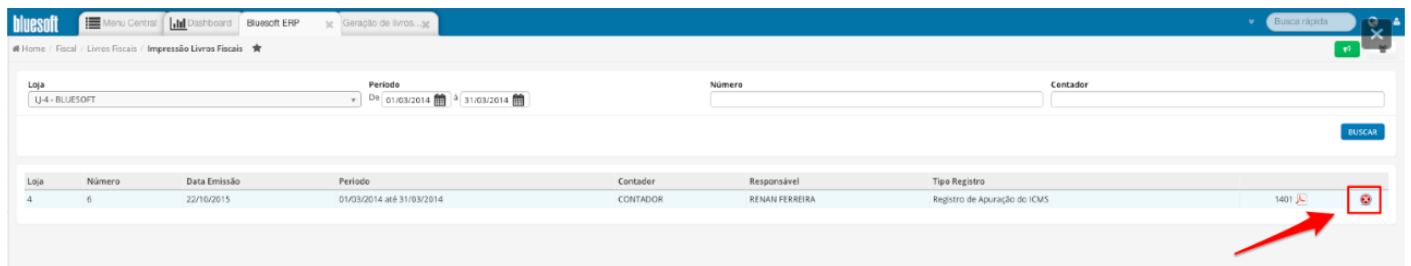 bluesoft Menu Central Dashboard Bluesoft ERP Geração de livros... Busca rápida
Home / Fiscal / Livros Fiscais / Impressão Livros Fiscais
Loja Período Número Contador
LJ-4 - BLUESOFT De 01/03/2014 à 31/03/2014
BUSCAR
Loja Número Data Emissão Período Contador Responsável Tipo Registro
4 6 22/10/2015 01/03/2014 até 31/03/2014 CONTADOR RENAN FERREIRA Registro de Apuração do ICMS 1401